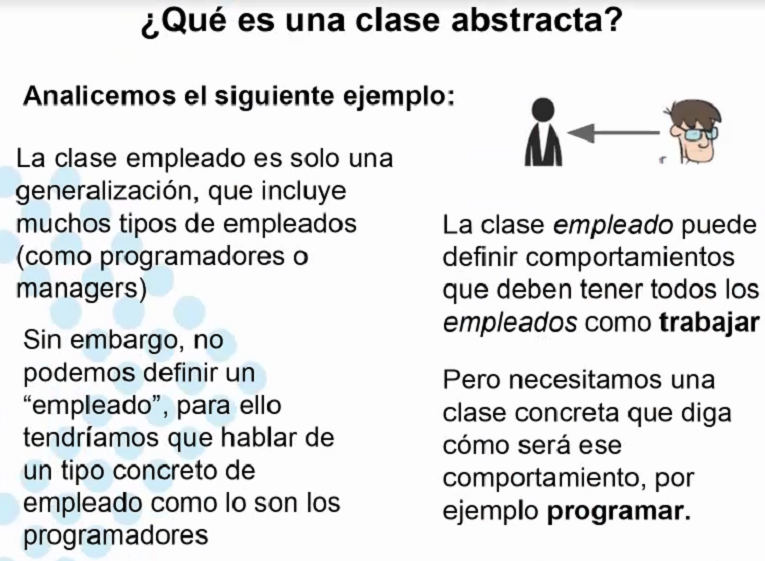 ¿Qué es una clase abstracta?
Analicemos el siguiente ejemplo:
La clase empleado es solo una
generalización, que incluye
muchos tipos de empleados
(como programadores o
managers)
Sin embargo, no
podemos definir un
“empleado”, para ello
tendríamos que hablar de
un tipo concreto de
empleado como lo son los
programadores
La clase empleado puede
definir comportamientos
que deben tener todos los
empleados como trabajar
Pero necesitamos una
clase concreta que diga
cómo será ese
comportamiento, por
ejemplo programar.